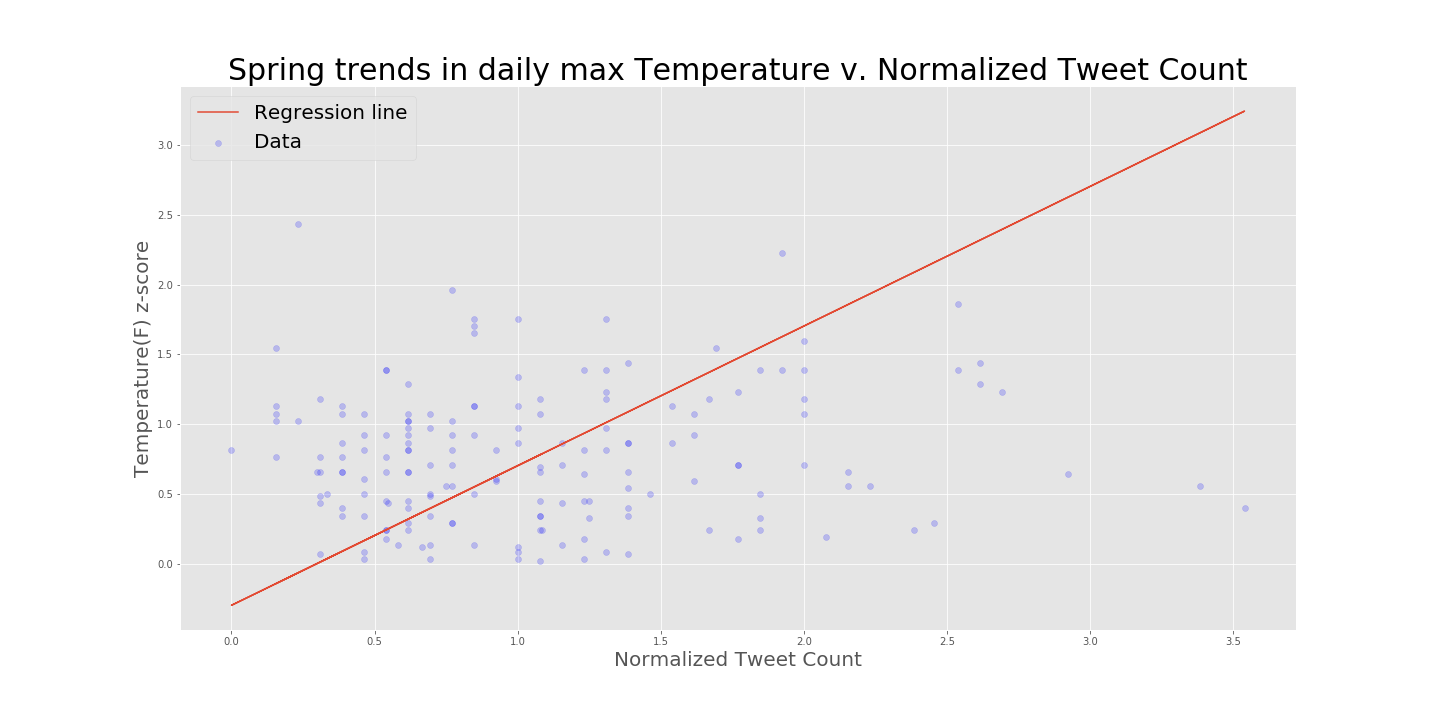 Spring trends in daily max Temperature v. Normalized Tweet Count
Regression line
Data
Temperature(F) z-score
3.0
2.5
2.0
1.5
1.0
0.5
0.0
0.0 0.5 1.0 1.5 2.0 2.5 3.0 3.5
Normalized Tweet Count